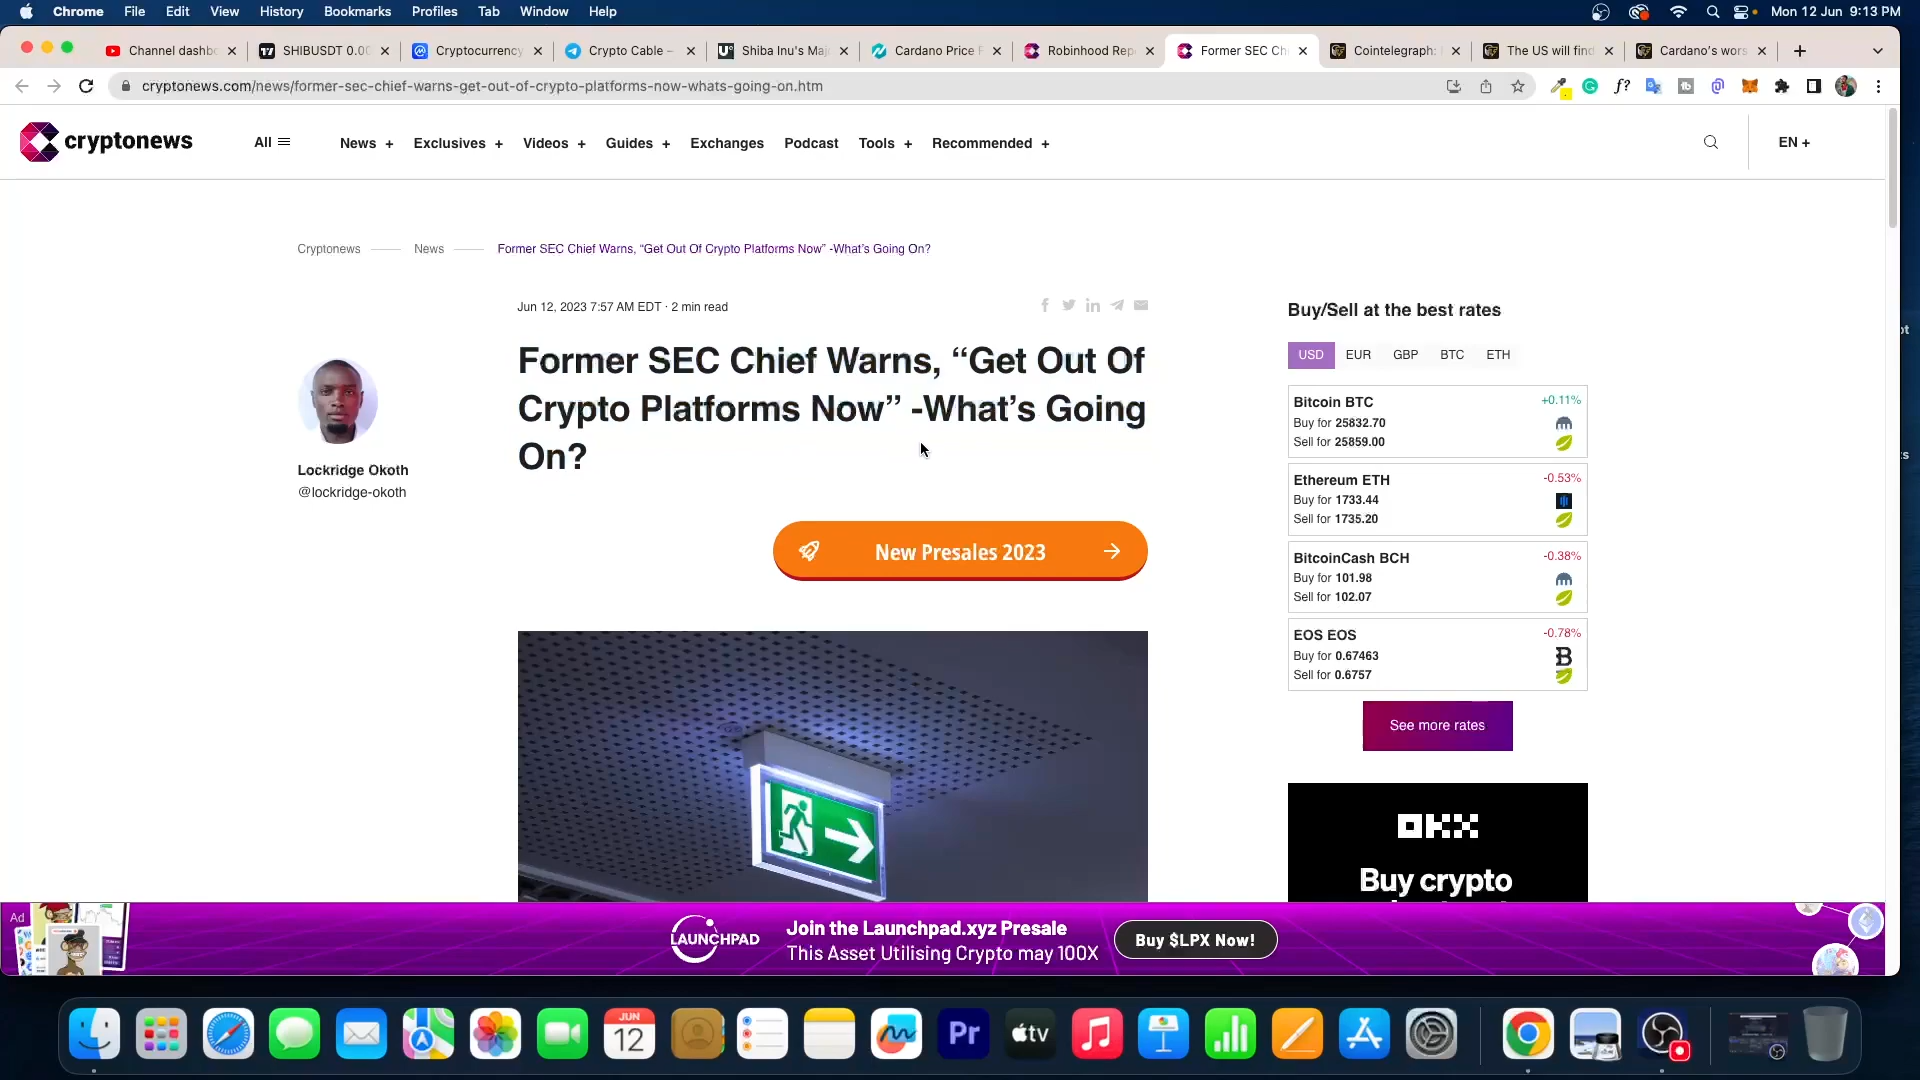 Chrome File Edit View History Bookmarks Profiles Tab Window Help
Mon 12 Jun 9:13 PM
Channel dashb
SHIBUSDT 0.00
Cryptocurrency
Crypto Cable –
Shiba Inu's Maj
Cardano Price F
Robinhood Rep
Former SEC Ch
Cointelegraph:
The US will find
Cardano's wors
cryptonews.com/news/former-sec-chief-warns-get-out-of-crypto-platforms-now-whats-going-on.htm
cryptonews
All
News +
Exclusives +
Videos +
Guides +
Exchanges
Podcast
Tools +
Recommended +
EN +
Cryptonews
News
Former SEC Chief Warns, “Get Out Of Crypto Platforms Now” -What’s Going On?
Jun 12, 2023 7:57 AM EDT · 2 min read
Former SEC Chief Warns, “Get Out Of
Crypto Platforms Now” -What’s Going
On?
Lockridge Okoth
@lockridge-okoth
New Presales 2023
Buy/Sell at the best rates
USD EUR GBP BTC ETH
Bitcoin BTC +0.11%
Buy for 25832.70
Sell for 25859.00
Ethereum ETH -0.53%
Buy for 1733.44
Sell for 1735.20
BitcoinCash BCH -0.38%
Buy for 101.98
Sell for 102.07
EOS EOS -0.78%
Buy for 0.67463
Sell for 0.6757
See more rates
OKX
Buy crypto
Ad
LAUNCHPAD
Join the Launchpad.xyz Presale
This Asset Utilising Crypto may 100X
Buy $LPX Now!
JUN
12
Pr
tv